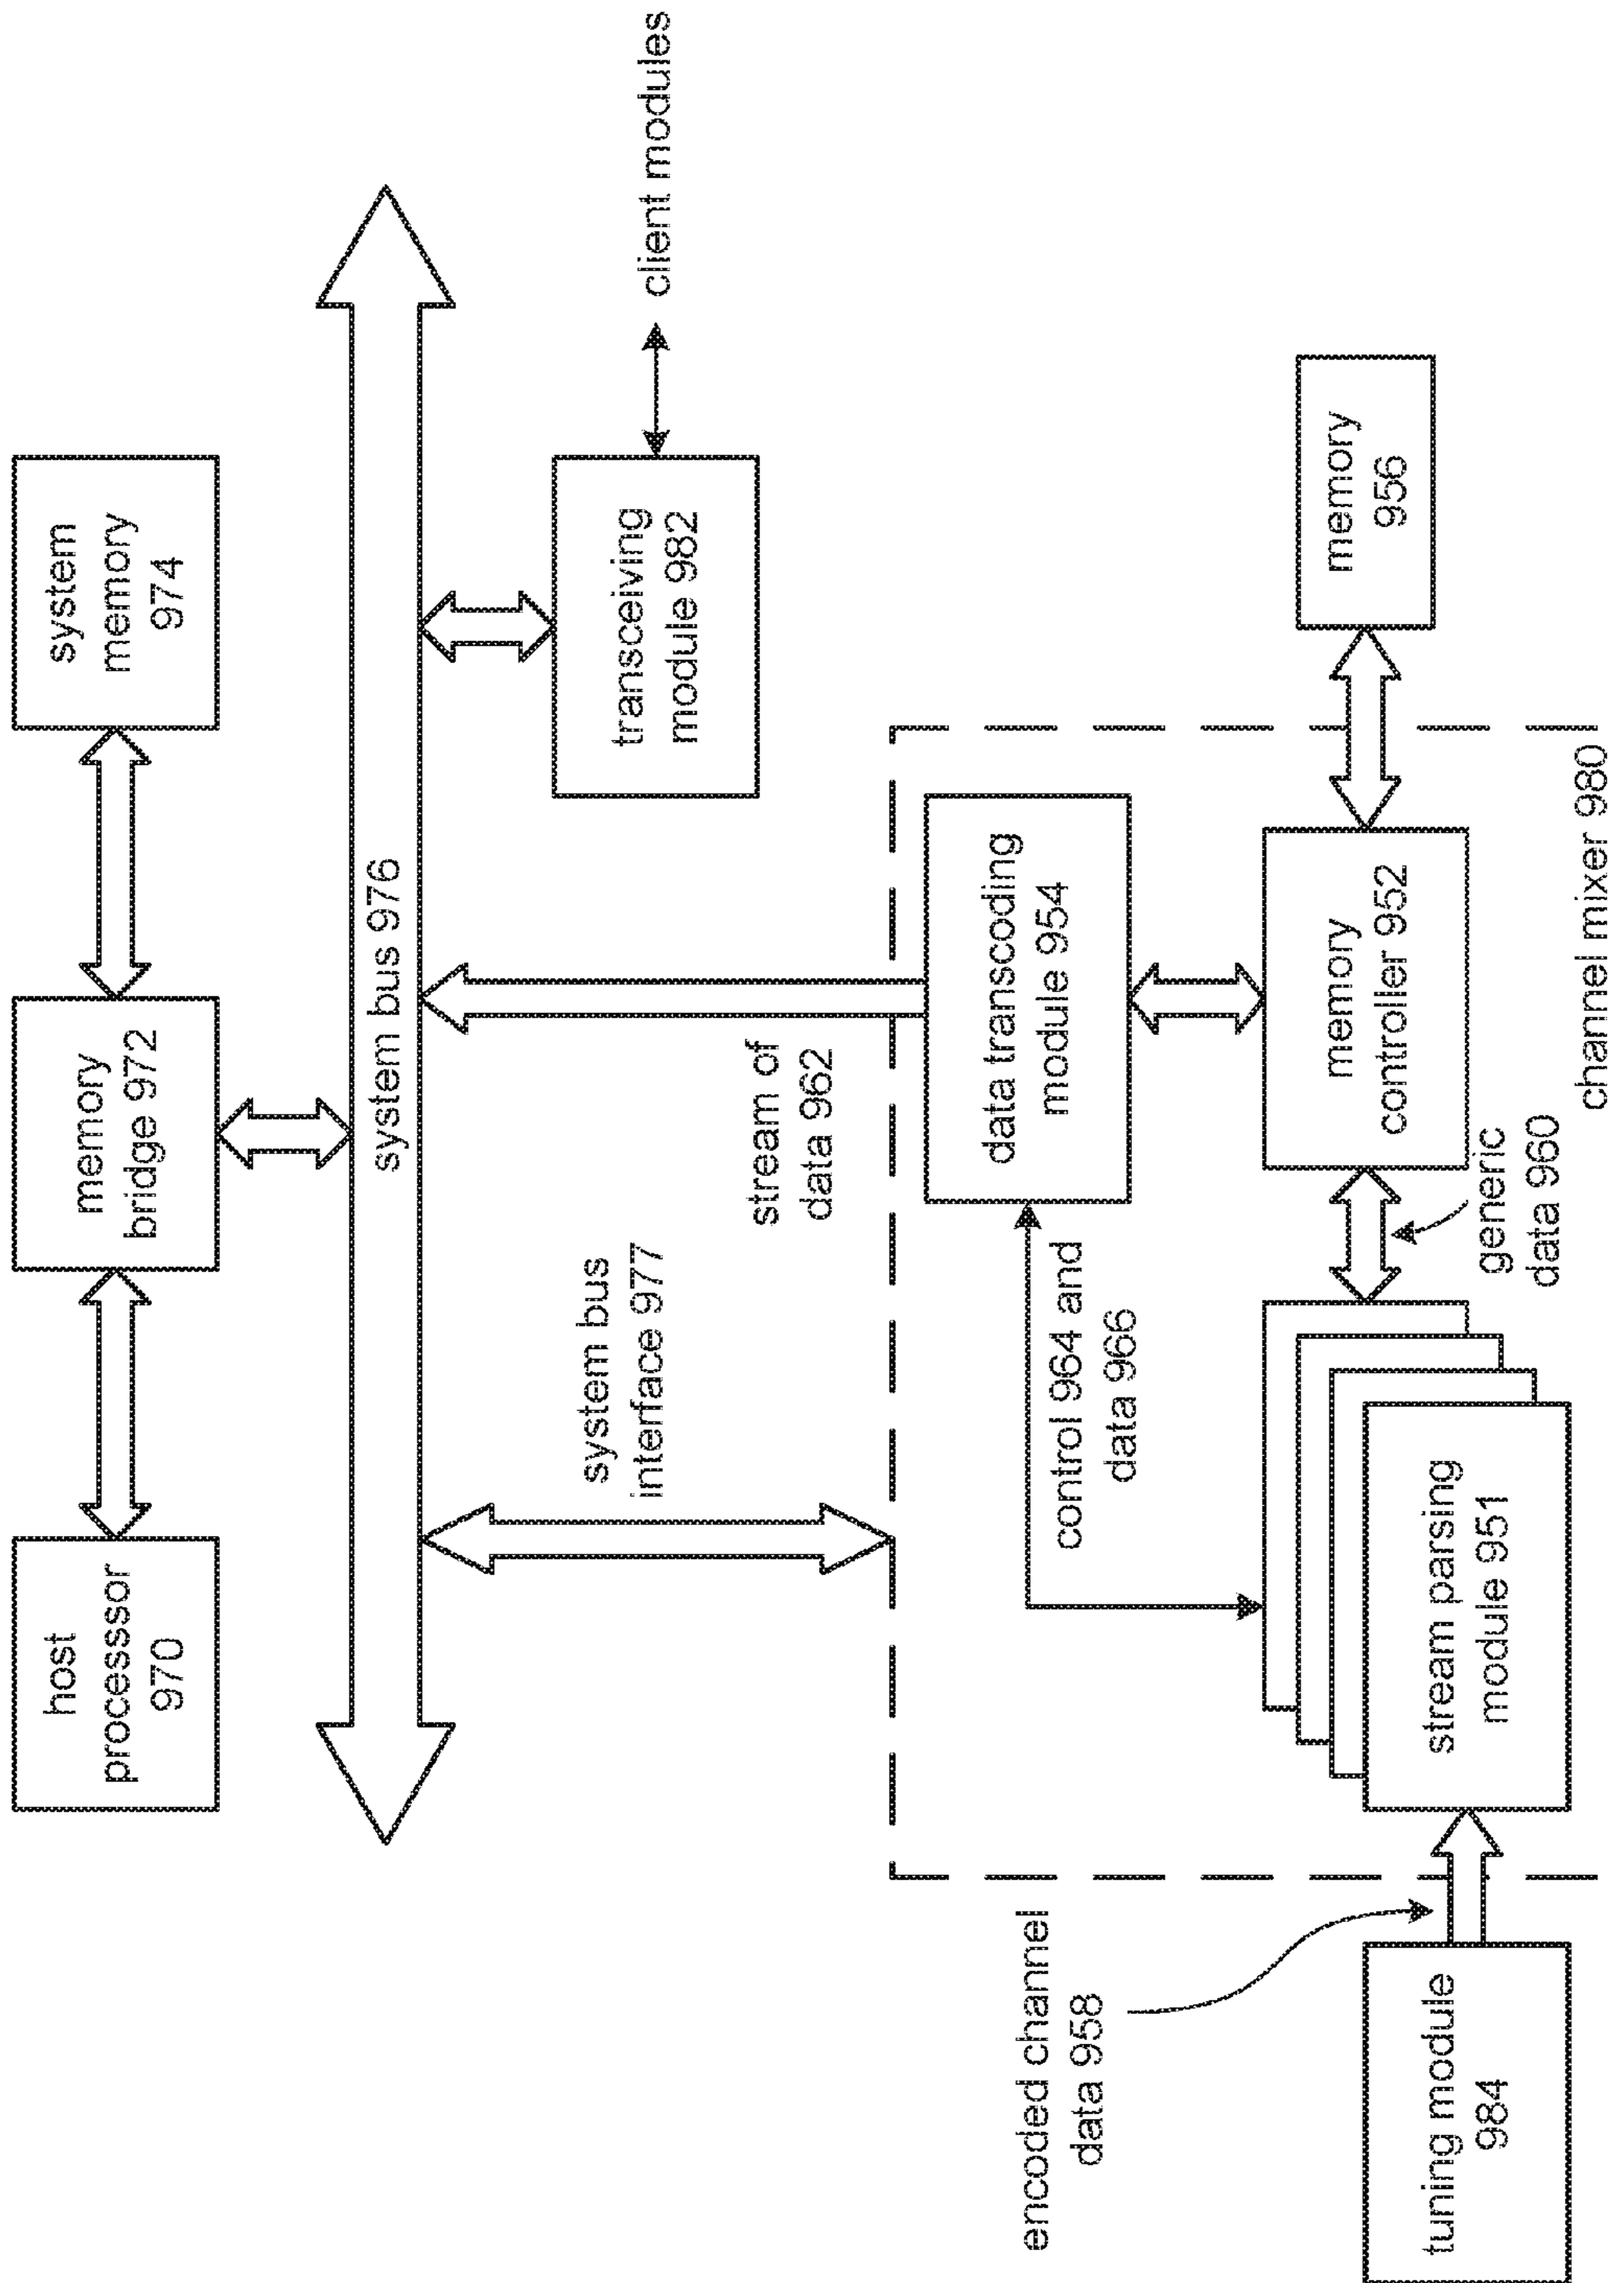 host
processor
970
memory
bridge 972
system
memory
974
system bus 976
system bus
interface 977
stream of
data 962
transceiving
module 982
client modules
encoded channel
data 958
control 964 and
data 966
data transcoding
module 954
tuning module
984
stream parsing
module 951
generic
data 960
memory
controller 952
memory
956
channel mixer 980